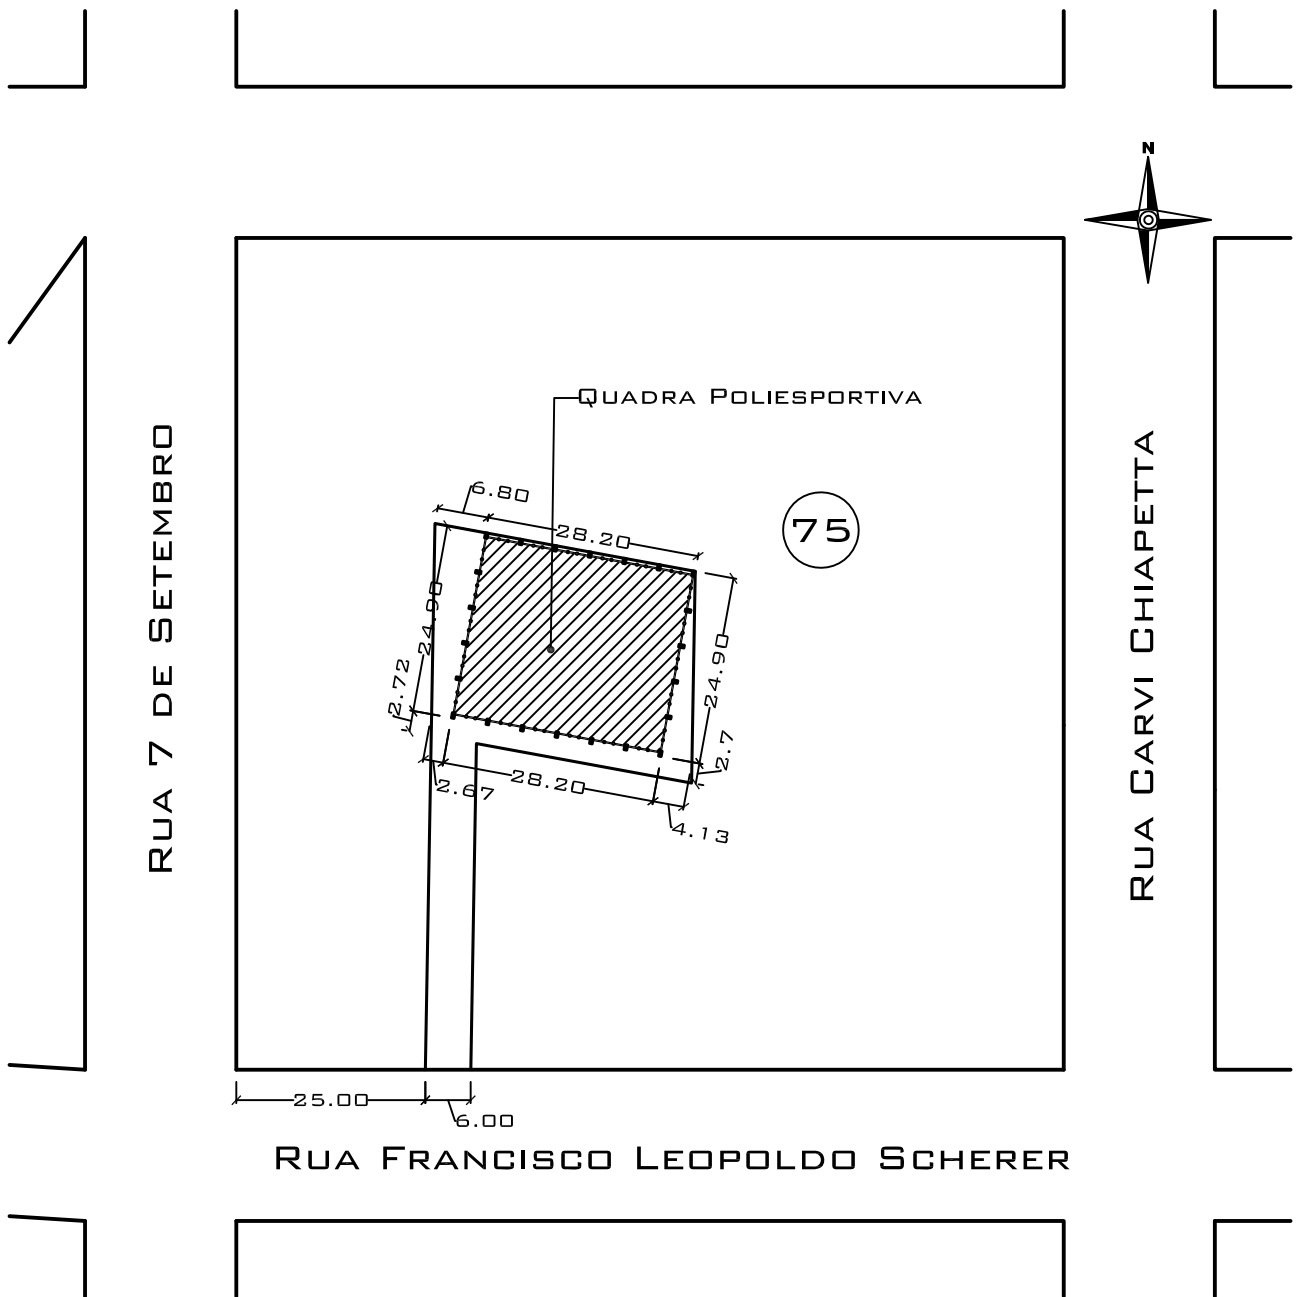 N
QUADRA POLIESPORTIVA
6.80
28.20
75
24.90
2.72
24.90
2.7
2.67
28.20
4.13
RUA 7 DE SETEMBRO
RUA CARVI CHIAPETTA
25.00
6.00
RUA FRANCISCO LEOPOLDO SCHERER